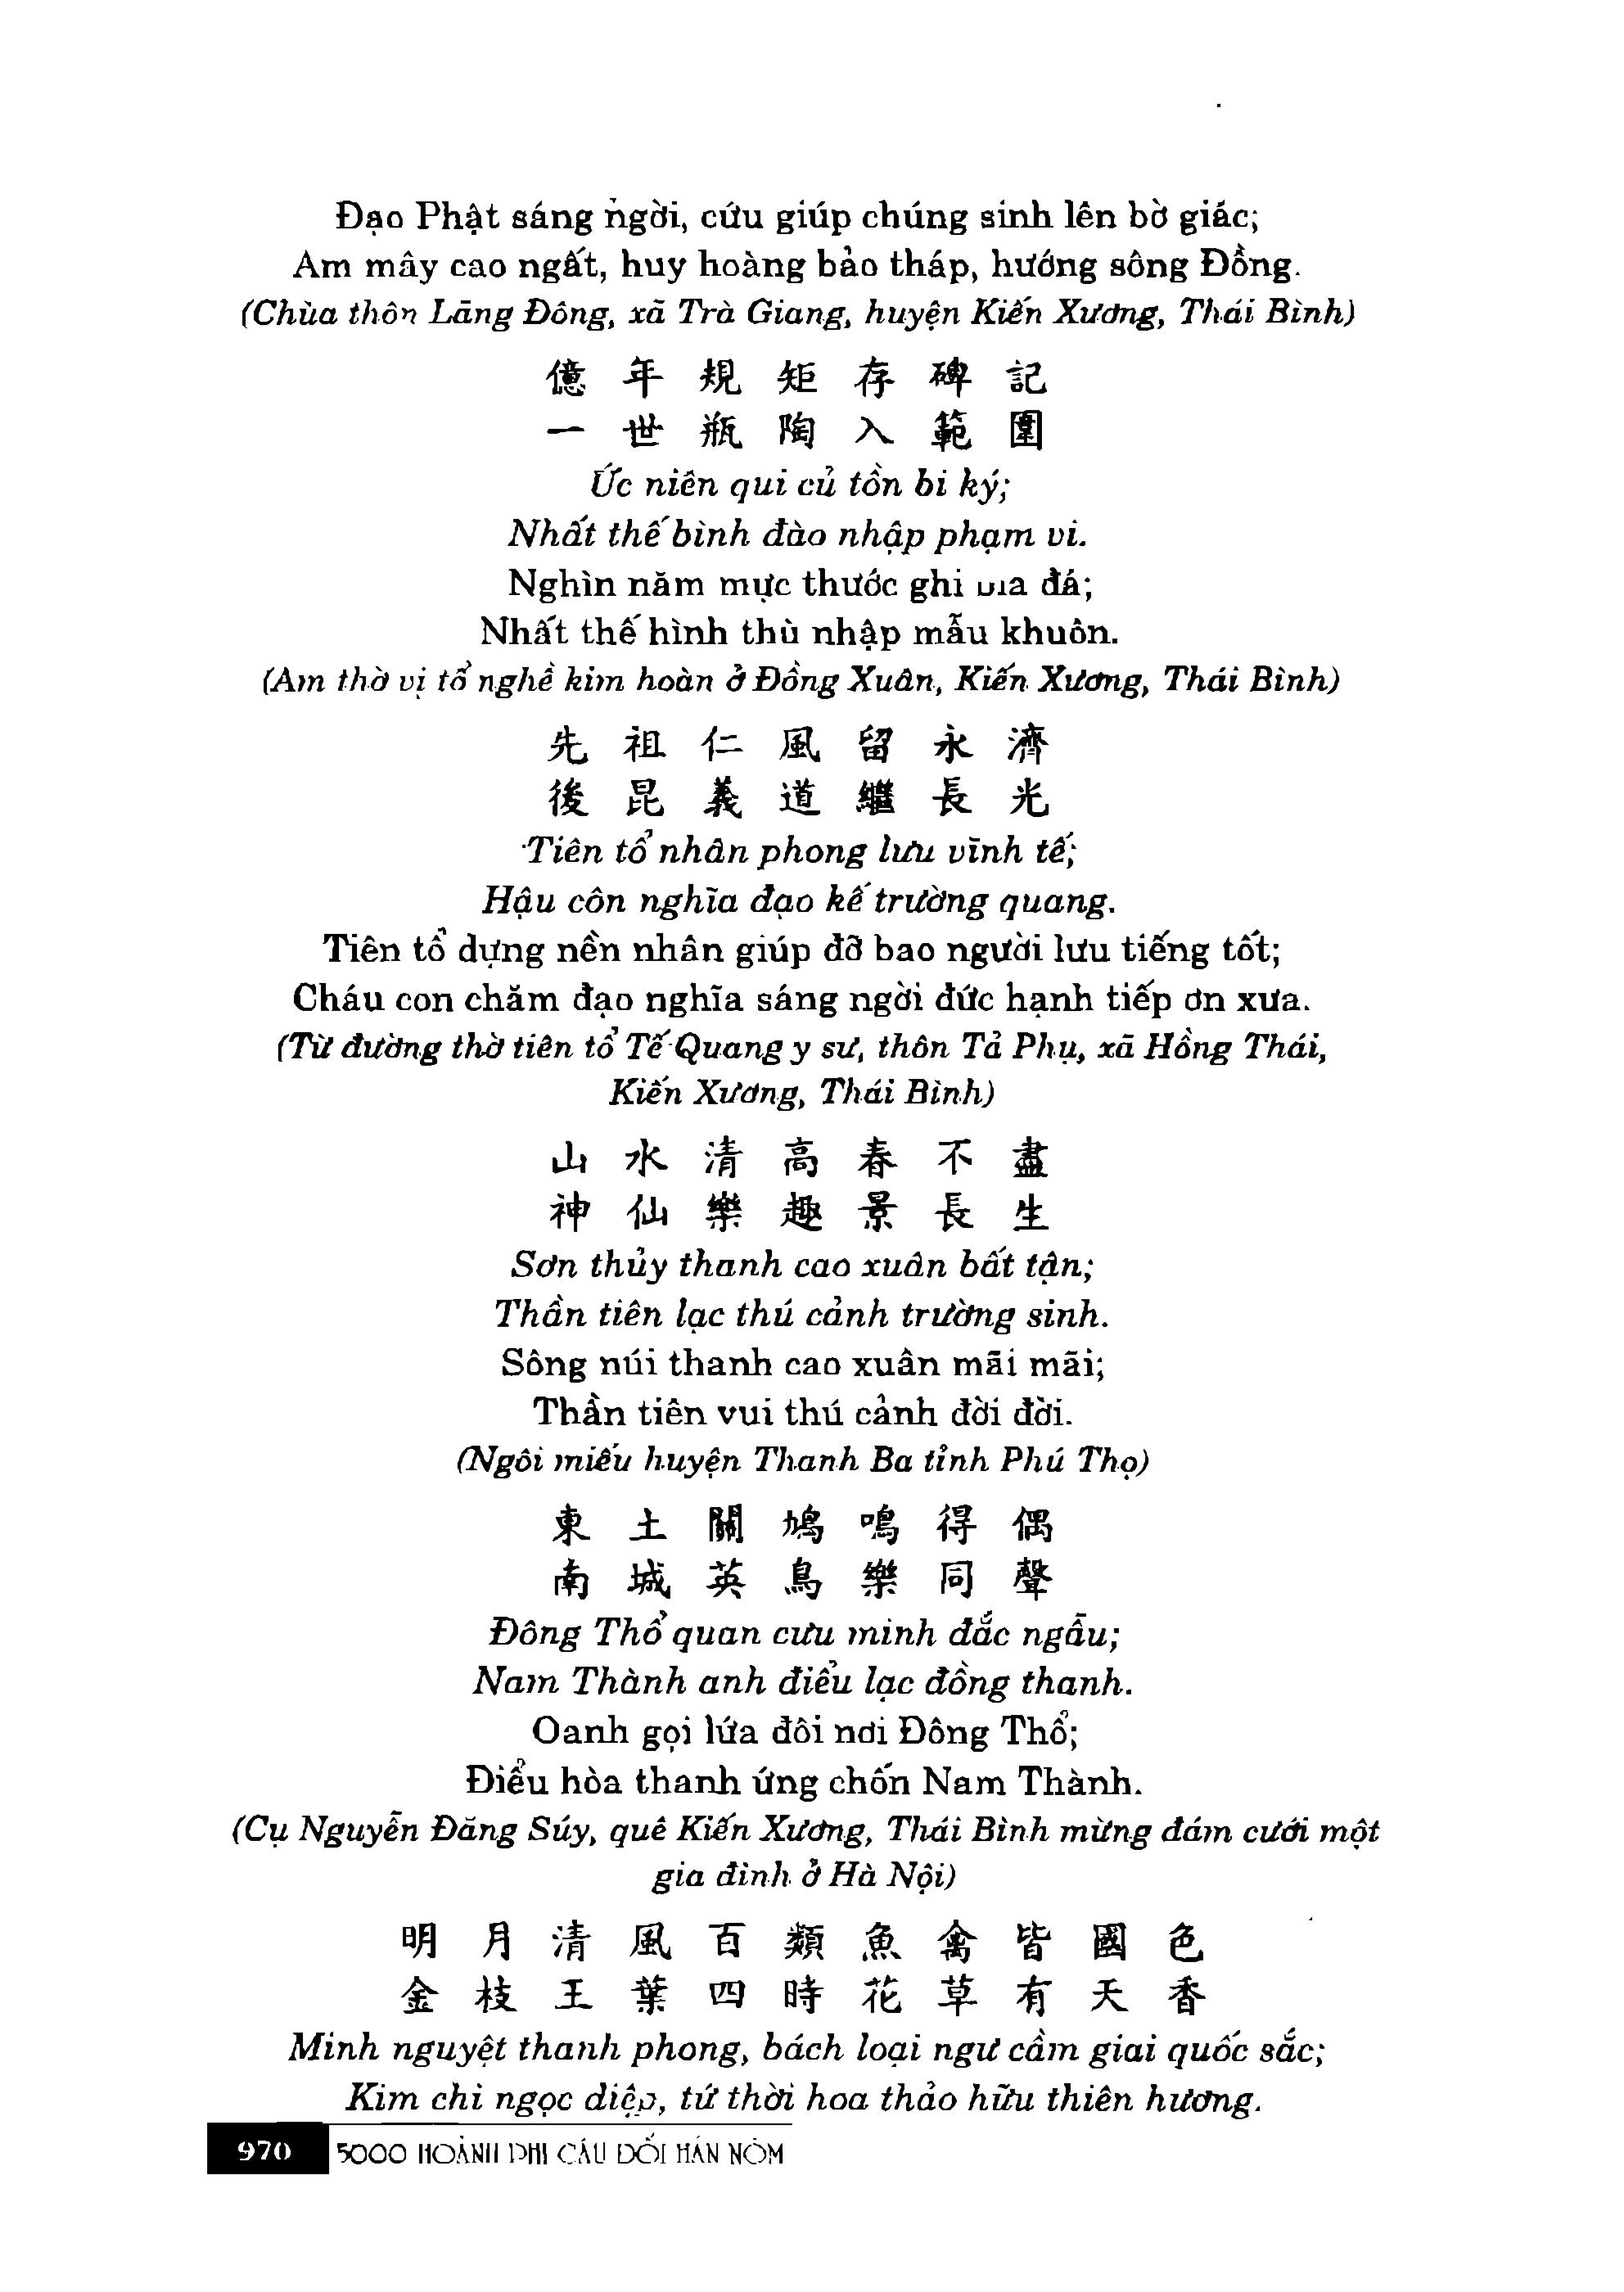 Đạo Phật sáng ngời, cứu giúp chúng sinh lên bờ giác;
Am mây cao ngất, huy hoàng bảo tháp, hướng sông Đồng.
(Chùa thôn Lãng Đông, xã Trà Giang, huyện Kiến Xương, Thái Bình)
億年規矩存碑記
一世瓶陶入範圍
Ức niên qui củ tồn bi ký;
Nhất thế bình đào nhập phạm vi.
Nghìn năm mực thước ghi bia đá;
Nhất thế hình thù nhập mẫu khuôn.
(Am thờ vị tổ nghề kim hoàn ở Đồng Xuân, Kiến Xương, Thái Bình)
先祖仁風留永濟
後昆義道繼長光
Tiên tổ nhân phong lưu vĩnh tế;
Hậu côn nghĩa đạo kế trường quang.
Tiên tổ dựng nền nhân giúp đỡ bao người lưu tiếng tốt;
Cháu con chăm đạo nghĩa sáng ngời đức hạnh tiếp ơn xưa.
(Từ đường thờ tiên tổ Tế Quang y sư, thôn Tả Phụ, xã Hồng Thái,
Kiến Xương, Thái Bình)
山水清高春不盡
神仙樂趣景長生
Sơn thủy thanh cao xuân bất tận;
Thần tiên lạc thú cảnh trường sinh.
Sông núi thanh cao xuân mãi mãi;
Thần tiên vui thú cảnh đời đời.
(Ngôi miếu huyện Thanh Ba tỉnh Phú Thọ)
東土關鳩鳴得偶
南城英鳥樂同聲
Đông Thổ quan cưu minh đắc ngẫu;
Nam Thành anh điểu lạc đồng thanh.
Oanh gọi lứa đôi nơi Đông Thổ;
Điểu hòa thanh ứng chốn Nam Thành.
(Cụ Nguyễn Đăng Súy, quê Kiến Xương, Thái Bình mừng đám cưới một
gia đình ở Hà Nội)
明月清風百類魚禽皆國色
金枝王葉四時花草有天香
Minh nguyệt thanh phong, bách loại ngư cầm giai quốc sắc;
Kim chi ngọc diệp, tứ thời hoa thảo hữu thiên hương.
970 5000 HOÀNH PHI CÂU ĐỐI HÁN NÔM